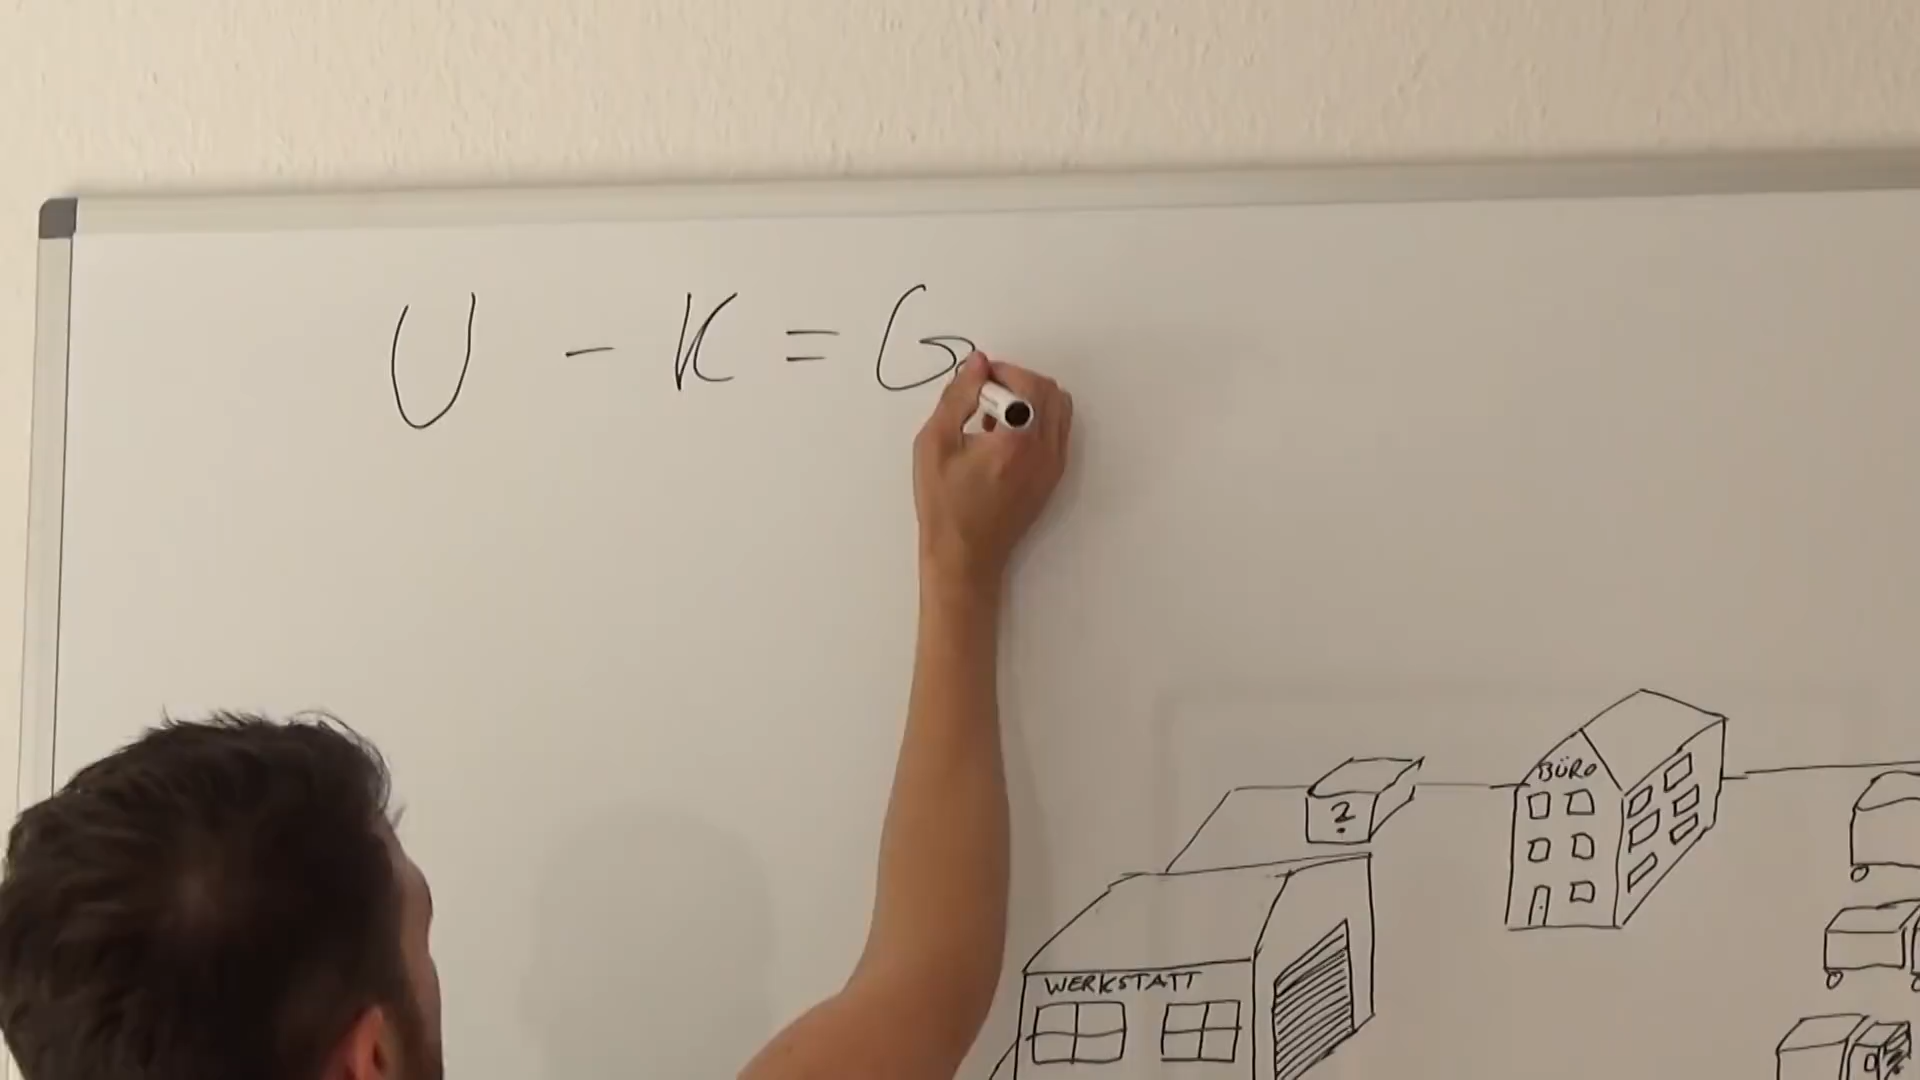 U - K = G
BÜRO
?
WERKSTATT